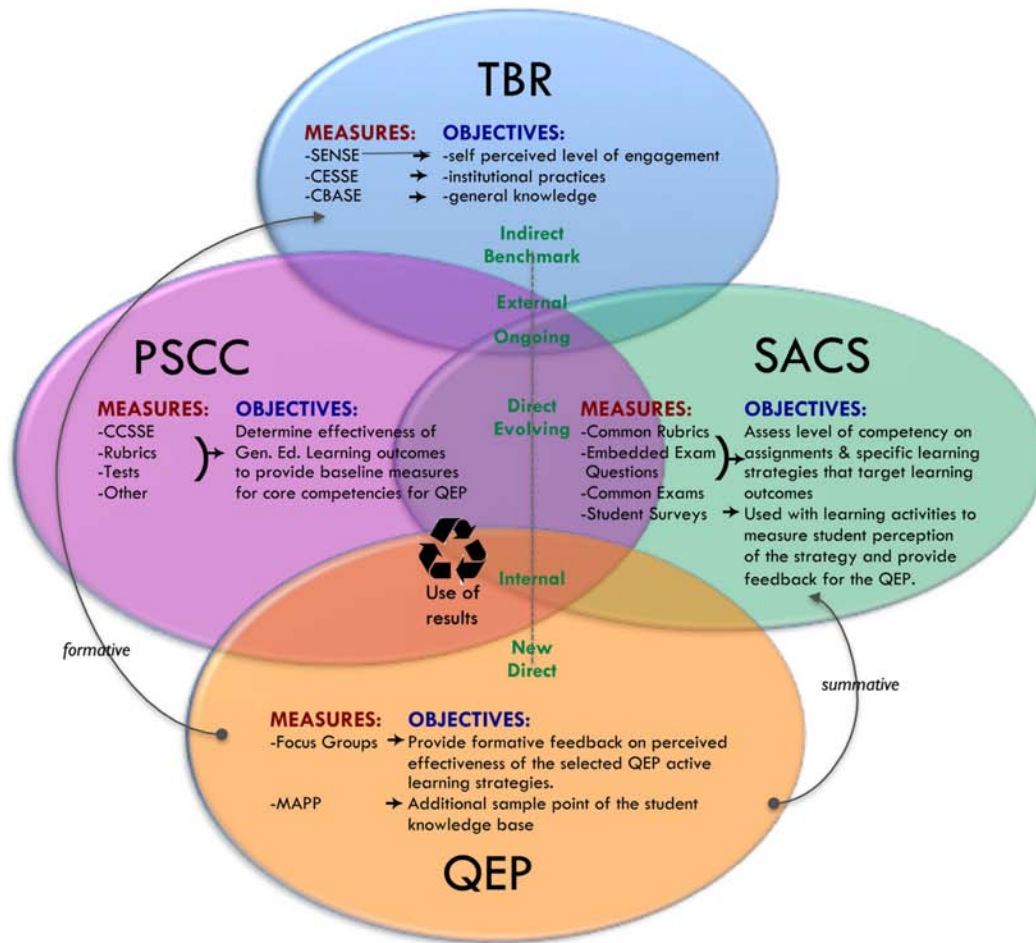 TBR
MEASURES: OBJECTIVES:
-SENSE -self perceived level of engagement
-CESSE -institutional practices
-CBASE -general knowledge
Indirect
Benchmark
External
Ongoing
Direct
Evolving
Internal
New
Direct
PSCC
MEASURES: OBJECTIVES:
-CCSSE Determine effectiveness of
-Rubrics Gen. Ed. Learning outcomes
-Tests to provide baseline measures
-Other for core competencies for QEP
SACS
MEASURES: OBJECTIVES:
-Common Rubrics Assess level of competency on
-Embedded Exam assignments & specific learning
Questions strategies that target learning
-Common Exams outcomes
-Student Surveys Used with learning activities to
measure student perception
of the strategy and provide
feedback for the QEP.
Use of
results
formative
summative
MEASURES: OBJECTIVES:
-Focus Groups Provide formative feedback on perceived
effectiveness of the selected QEP active
learning strategies.
-MAPP Additional sample point of the student
knowledge base
QEP